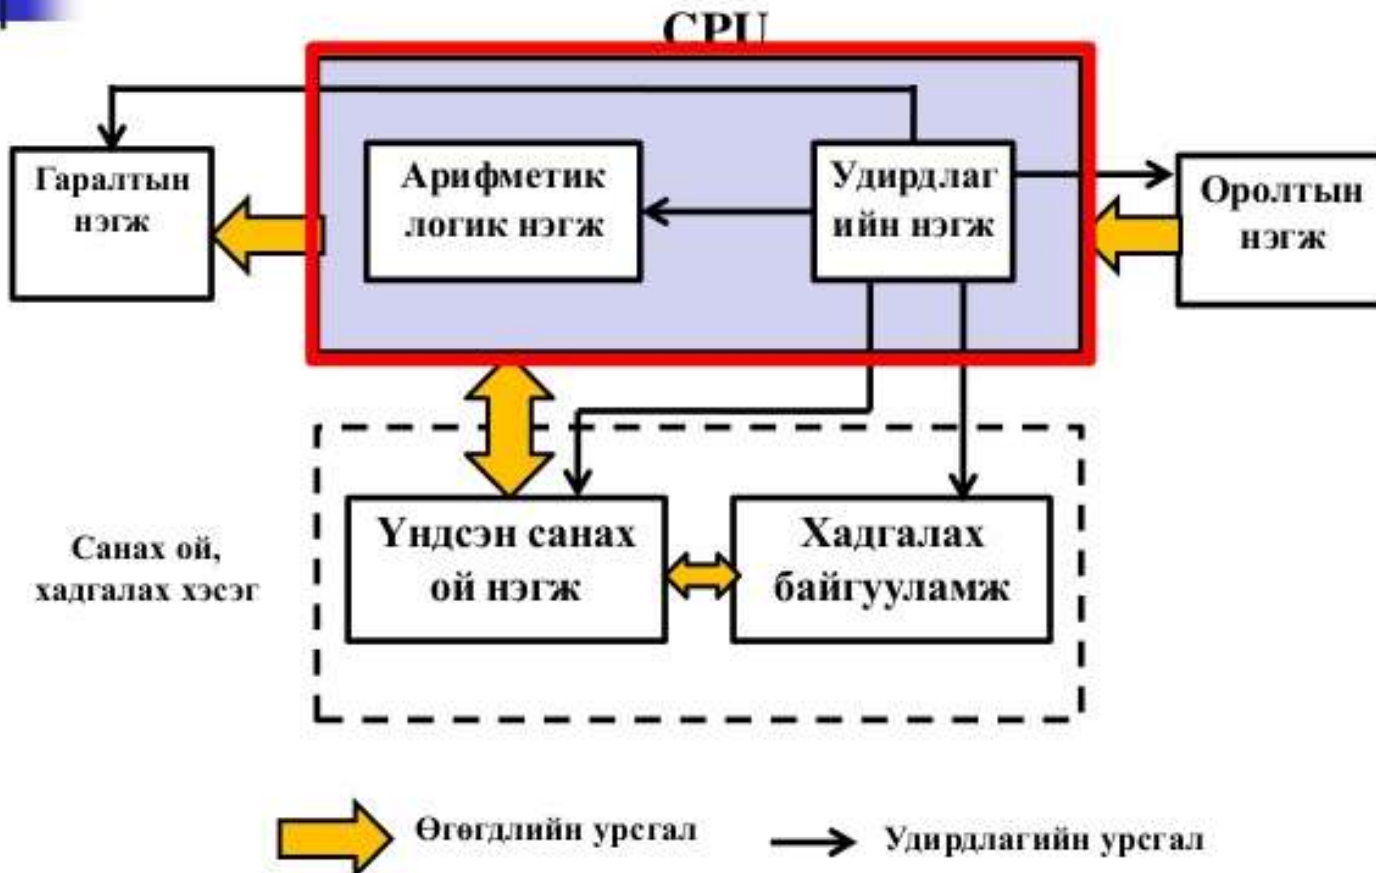 CPU
Гаралтын
нэгж
Арифметик
логик нэгж
Удирдлаг
ийн нэгж
Оролтын
нэгж
Санах ой,
хадгалах хэсэг
Үндсэн санах
ой нэгж
Хадгалах
байгууламж
Өгөгдлийн урсгал
Удирдлагийн урсгал